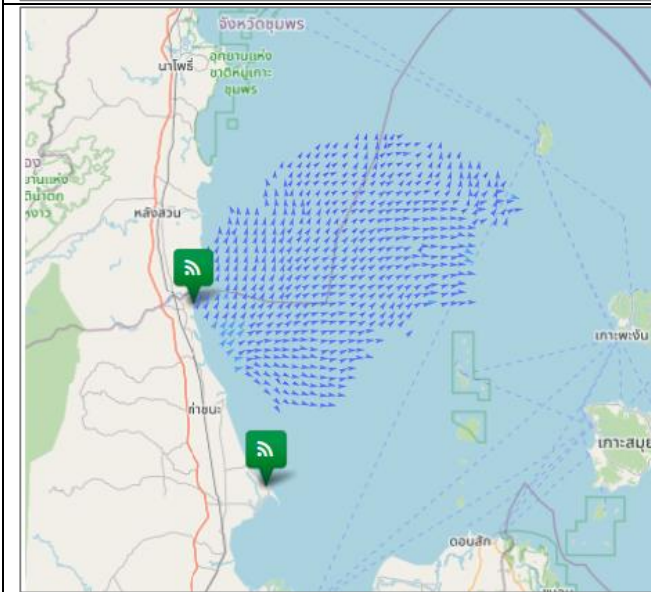 จังหวัดชุมพร
นาโพธิ์
อุทยานแห่ง
ชาติหมู่เกาะ
ชุมพร
หลังสวน
ท่าชนะ
เกาะพะงัน
เกาะสมุย
ดอนสัก